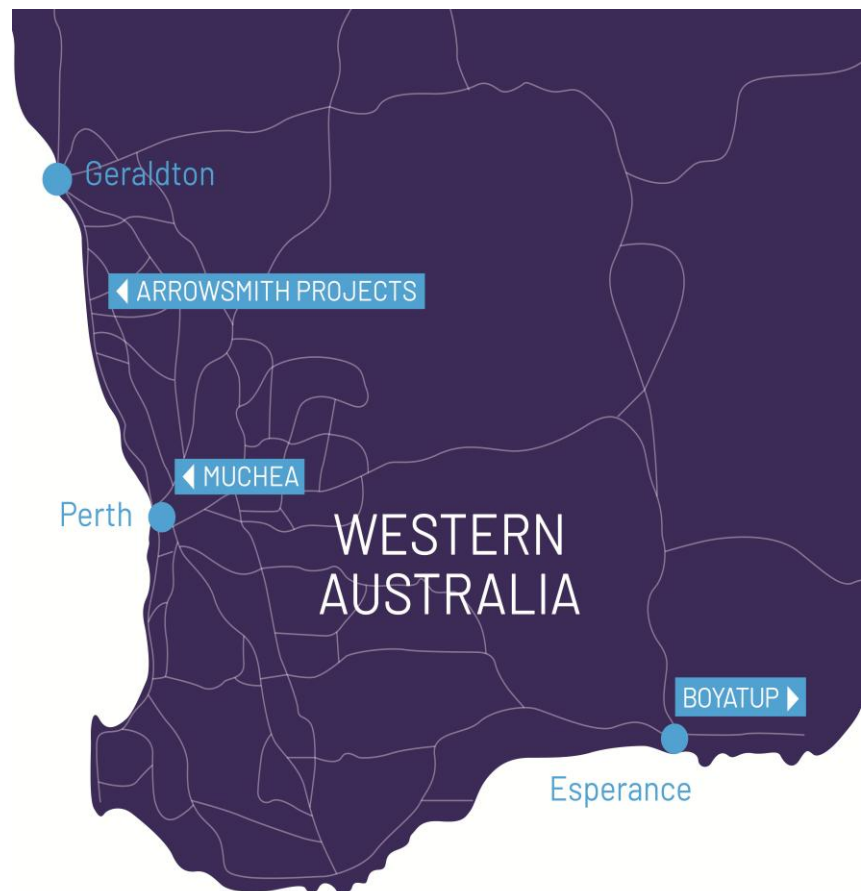 Geraldton
ARROWSMITH PROJECTS
MUCHEA
Perth
WESTERN
AUSTRALIA
BOYATUP
Esperance